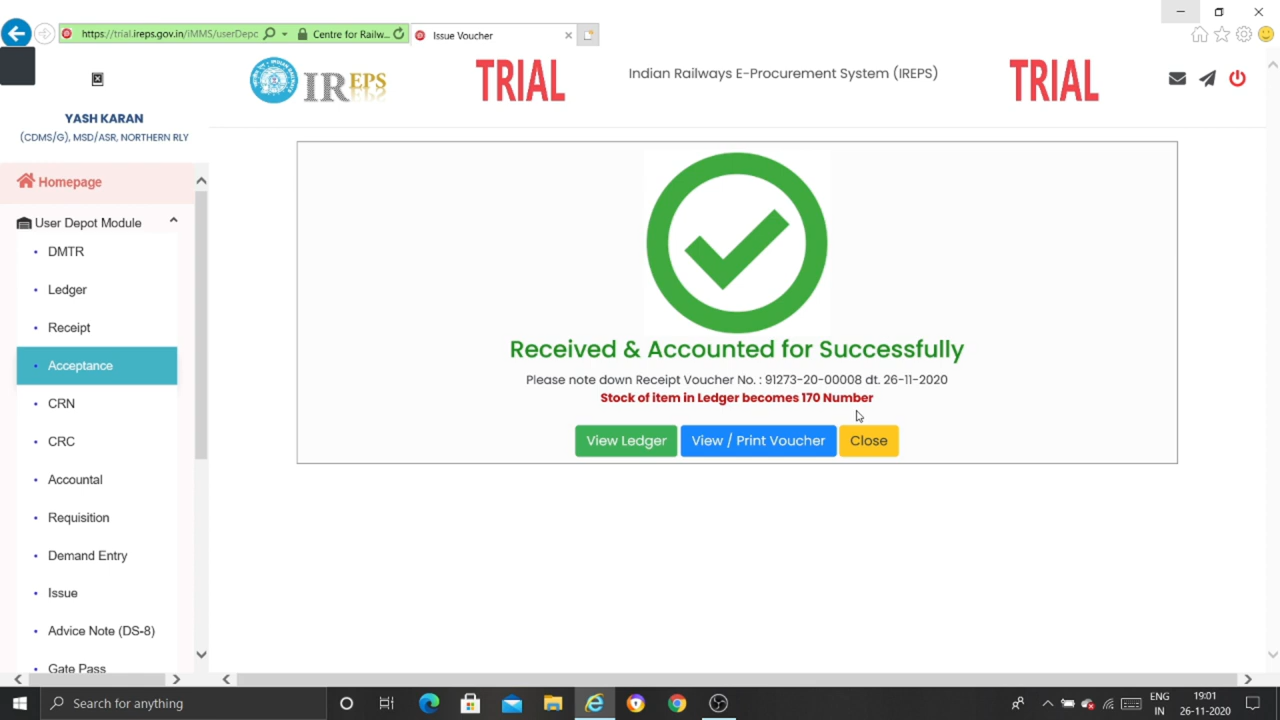 https://trial.ireps.gov.in/iMMS/userDepc
Centre for Railw...
Issue Voucher
IREPS
TRIAL
Indian Railways E-Procurement System (IREPS)
TRIAL
YASH KARAN
(CDMS/G), MSD/ASR, NORTHERN RLY
Homepage
User Depot Module
DMTR
Ledger
Receipt
Acceptance
CRN
CRC
Accountal
Requisition
Demand Entry
Issue
Advice Note (DS-8)
Gate Pass
Received & Accounted for Successfully
Please note down Receipt Voucher No. : 91273-20-00008 dt. 26-11-2020
Stock of item in Ledger becomes 170 Number
View Ledger
View / Print Voucher
Close
Search for anything
ENG
IN
19:01
26-11-2020